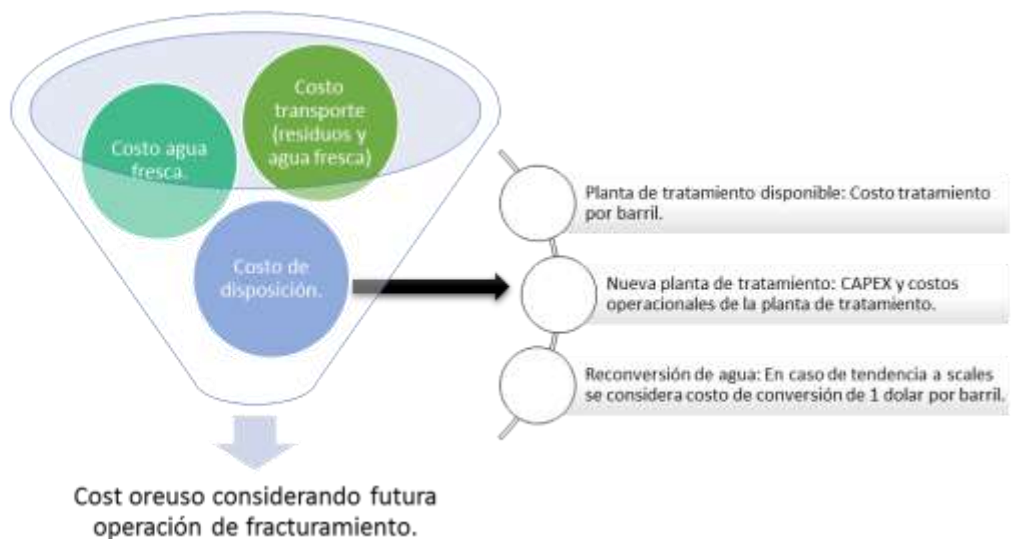 Costo agua
fresca.
Costo
transporte
(residuos y
agua fresca)
Costo de
disposición.
Planta de tratamiento disponible: Costo tratamiento
por barril.
Nueva planta de tratamiento: CAPEX y costos
operacionales de la planta de tratamiento.
Reconversión de agua: En caso de tendencia a scales
se considera costo de conversión de 1 dolar por barril.
Cost oreuso considerando futura
operación de fracturamiento.